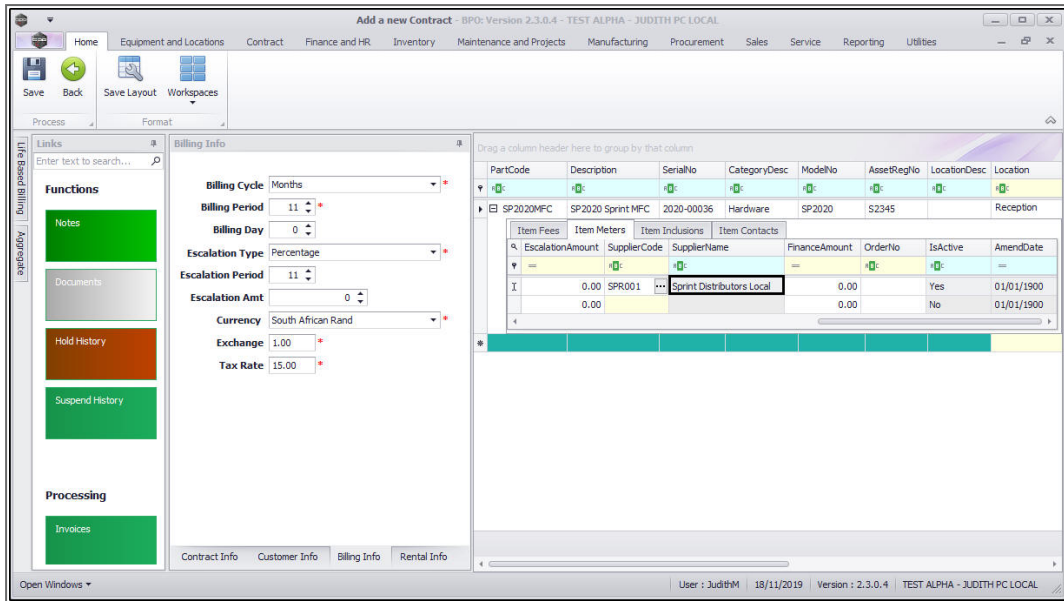 Add a new Contract - BPO: Version 2.3.0.4 - TEST ALPHA - JUDITH PC LOCAL
Home Equipment and Locations Contract Finance and HR Inventory Maintenance and Projects Manufacturing Procurement Sales Service Reporting Utilities
Save Back Save Layout Workspaces
Process Format
Life Based Billing
Aggregate
Links
Enter text to search...
Functions
Notes
Documents
Hold History
Suspend History
Processing
Invoices
Billing Info
Billing Cycle Months *
Billing Period 11 *
Billing Day 0
Escalation Type Percentage *
Escalation Period 11
Escalation Amt 0
Currency South African Rand *
Exchange 1.00 *
Tax Rate 15.00 *
Contract Info Customer Info Billing Info Rental Info
Drag a column header here to group by that column
PartCode Description SerialNo CategoryDesc ModelNo AssetRegNo LocationDesc Location
SP2020MFC SP2020 Sprint MFC 2020-00036 Hardware SP2020 S2345 Reception
Item Fees Item Meters Item Inclusions Item Contacts
EscalationAmount SupplierCode SupplierName FinanceAmount OrderNo IsActive AmendDate
0.00 SPR001 ... Sprint Distributors Local 0.00 Yes 01/01/1900
0.00 0.00 No 01/01/1900
Open Windows
User : JudithM 18/11/2019 Version : 2.3.0.4 TEST ALPHA - JUDITH PC LOCAL